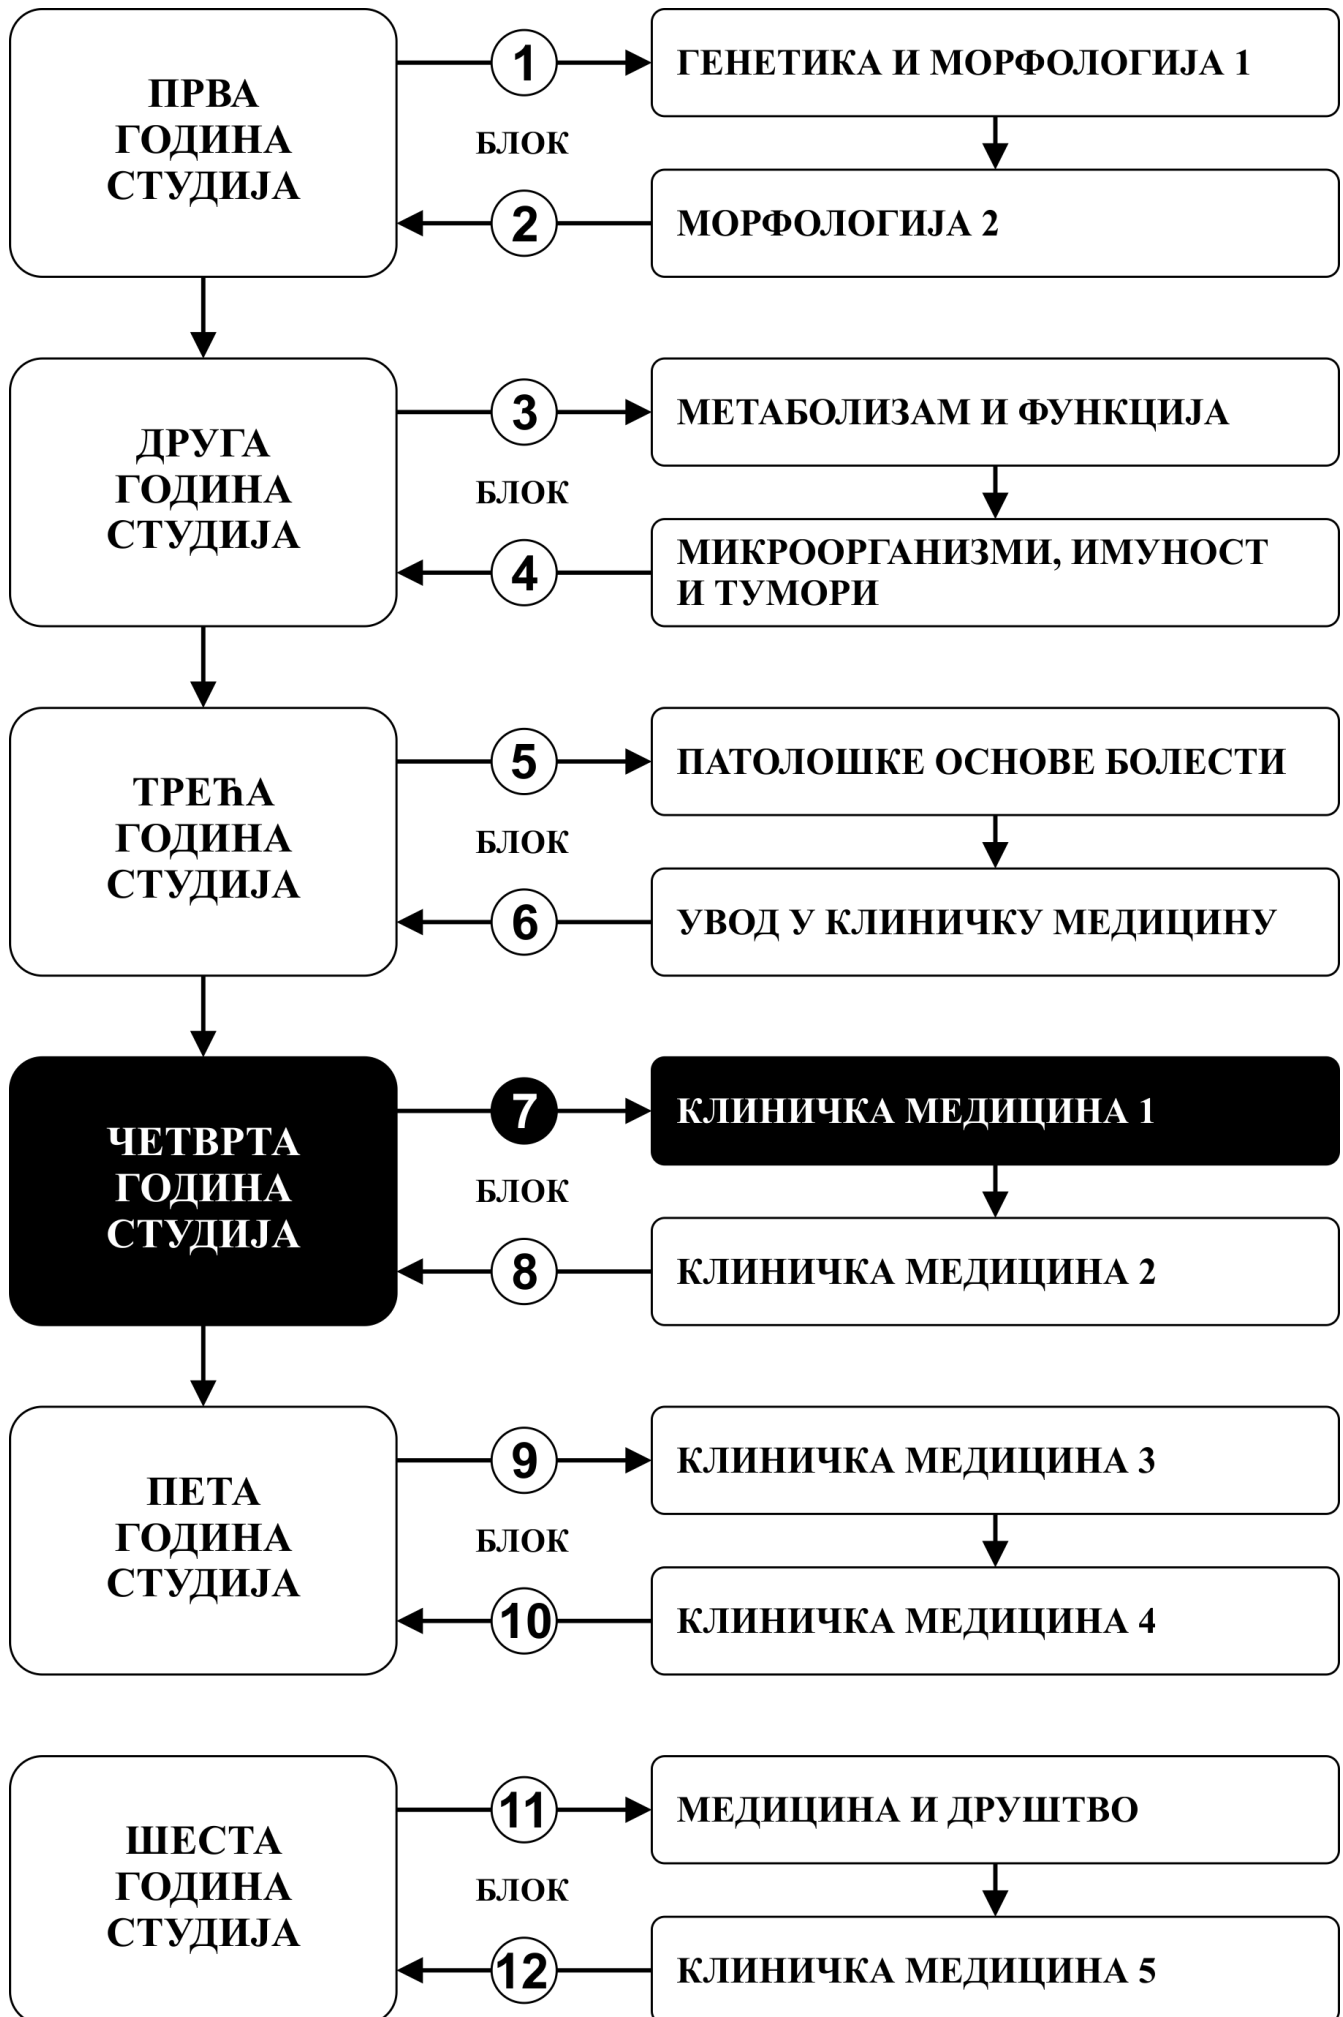 ПРВА
ГОДИНА
СТУДИЈА
1
БЛОК
2
ГЕНЕТИКА И МОРФОЛОГИЈА 1
МОРФОЛОГИЈА 2
ДРУГА
ГОДИНА
СТУДИЈА
3
БЛОК
4
МЕТАБОЛИЗАМ И ФУНКЦИЈА
МИКРООРГАНИЗМИ, ИМУНОСТ
И ТУМОРИ
ТРЕЋА
ГОДИНА
СТУДИЈА
5
БЛОК
6
ПАТОЛОШКЕ ОСНОВЕ БОЛЕСТИ
УВОД У КЛИНИЧКУ МЕДИЦИНУ
ЧЕТВРТА
ГОДИНА
СТУДИЈА
7
БЛОК
8
КЛИНИЧКА МЕДИЦИНА 1
КЛИНИЧКА МЕДИЦИНА 2
ПЕТА
ГОДИНА
СТУДИЈА
9
БЛОК
10
КЛИНИЧКА МЕДИЦИНА 3
КЛИНИЧКА МЕДИЦИНА 4
ШЕСТА
ГОДИНА
СТУДИЈА
11
БЛОК
12
МЕДИЦИНА И ДРУШТВО
КЛИНИЧКА МЕДИЦИНА 5